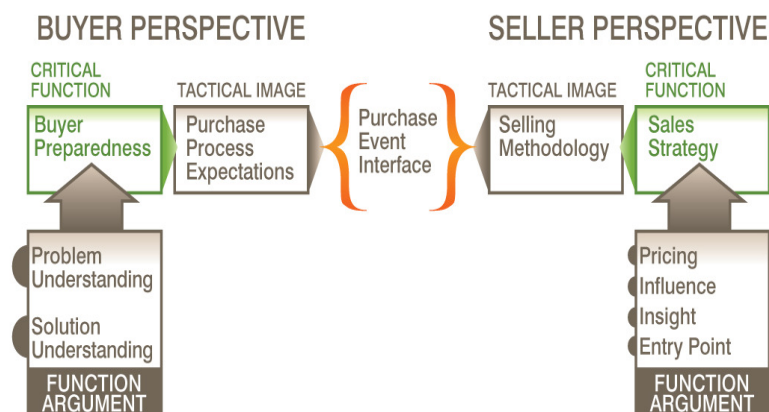 BUYER PERSPECTIVE
SELLER PERSPECTIVE
CRITICAL
FUNCTION
TACTICAL IMAGE
TACTICAL IMAGE
CRITICAL
FUNCTION
Buyer
Preparedness
Purchase
Process
Expectations
Purchase
Event
Interface
Selling
Methodology
Sales
Strategy
Problem
Understanding
Solution
Understanding
FUNCTION
ARGUMENT
Pricing
Influence
Insight
Entry Point
FUNCTION
ARGUMENT